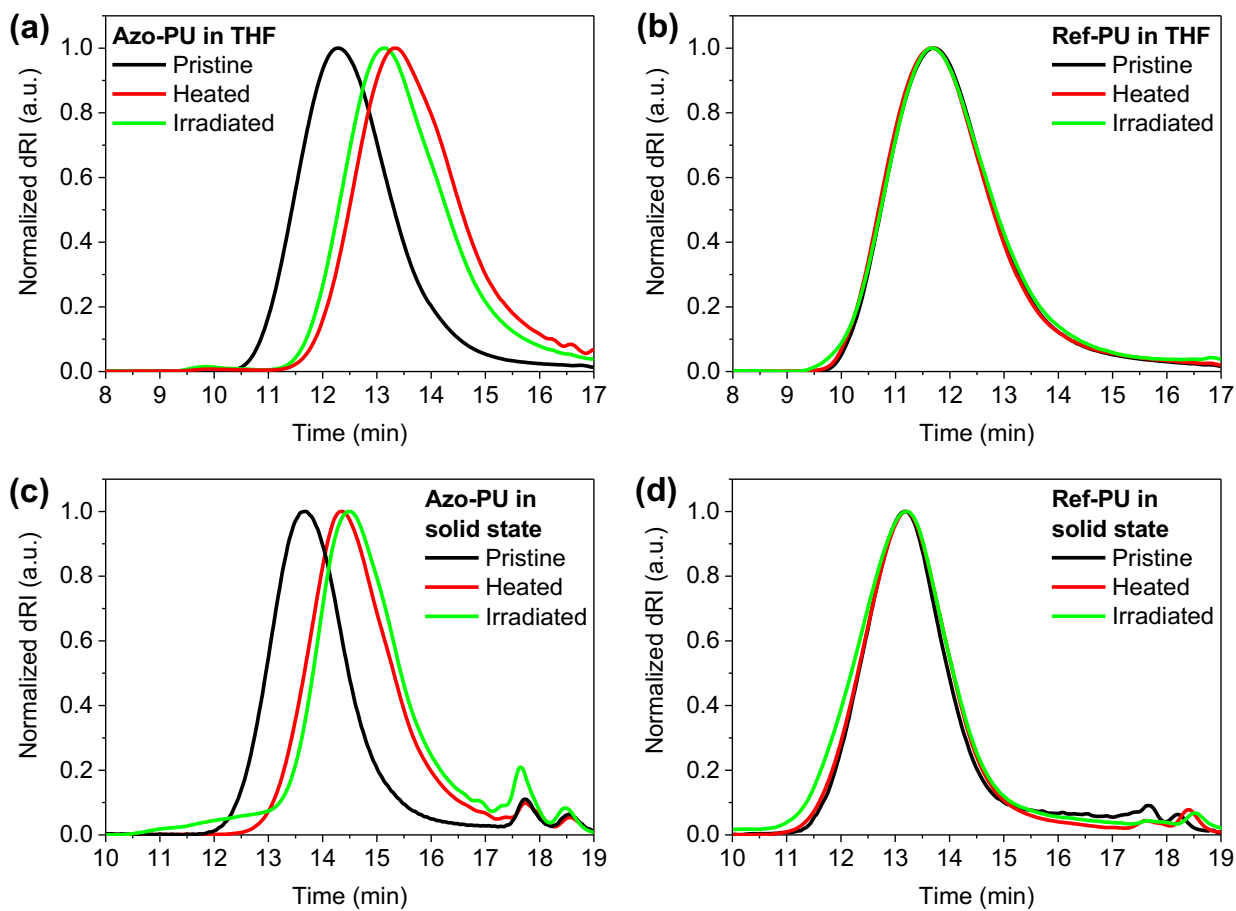 (a)
Azo-PU in THF
Pristine
Heated
Irradiated
Normalized dRI (a.u.)
1.0
0.8
0.6
0.4
0.2
0.0
8 9 10 11 12 13 14 15 16 17
Time (min)
(b)
Ref-PU in THF
Pristine
Heated
Irradiated
Normalized dRI (a.u.)
1.0
0.8
0.6
0.4
0.2
0.0
8 9 10 11 12 13 14 15 16 17
Time (min)
(c)
Azo-PU in
solid state
Pristine
Heated
Irradiated
Normalized dRI (a.u.)
1.0
0.8
0.6
0.4
0.2
0.0
10 11 12 13 14 15 16 17 18 19
Time (min)
(d)
Ref-PU in
solid state
Pristine
Heated
Irradiated
Normalized dRI (a.u.)
1.0
0.8
0.6
0.4
0.2
0.0
10 11 12 13 14 15 16 17 18 19
Time (min)